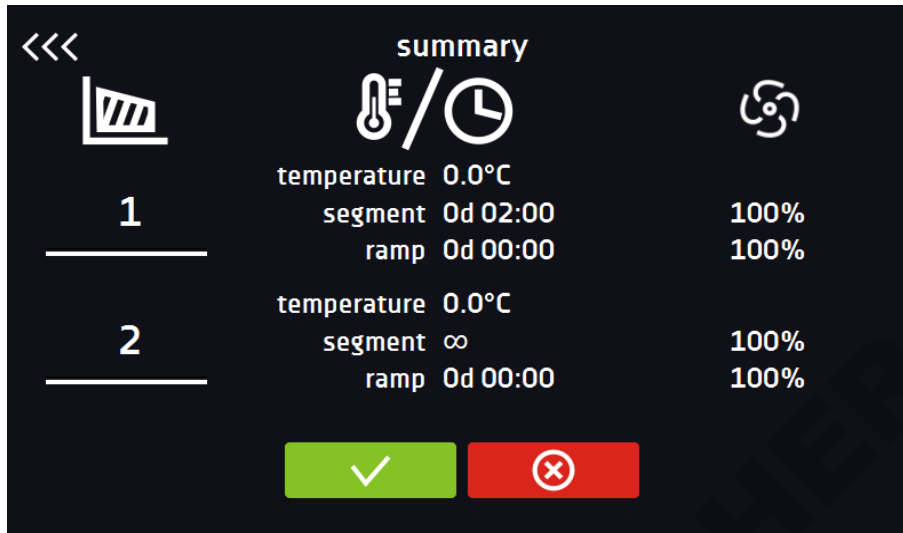 <<< summary
temperature 0.0°C
1 segment 0d 02:00 100%
ramp 0d 00:00 100%
temperature 0.0°C
2 segment ∞ 100%
ramp 0d 00:00 100%
HER